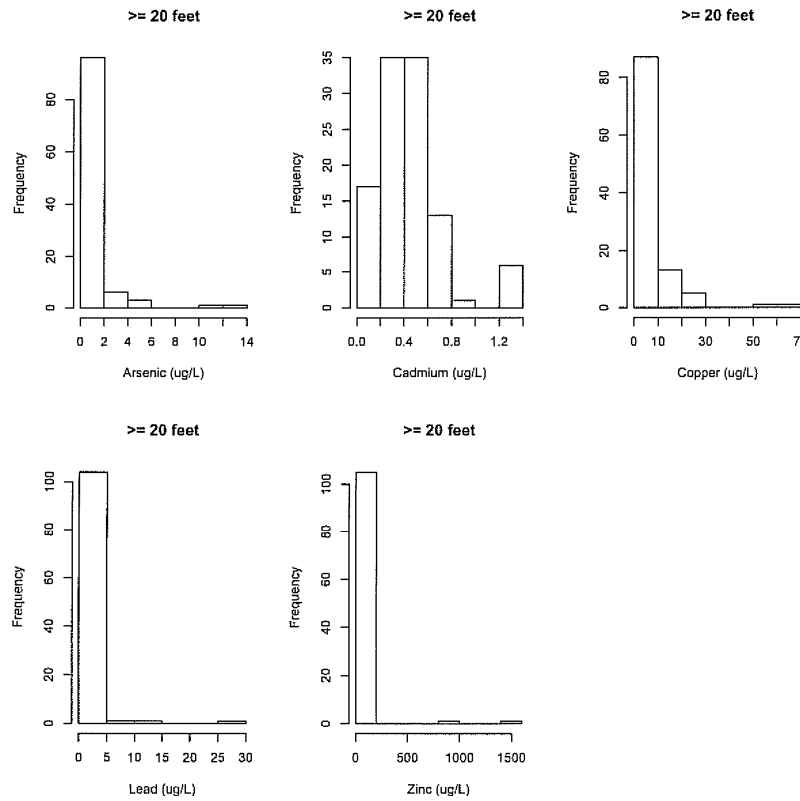 >= 20 feet
Frequency
0 20 40 60 80
0 2 4 6 8 10 14
Arsenic (ug/L)
>= 20 feet
Frequency
0 5 10 15 20 25 30 35
0.0 0.4 0.8 1.2
Cadmium (ug/L)
>= 20 feet
Frequency
0 20 40 60 80
0 10 30 50
Copper (ug/L)
>= 20 feet
Frequency
0 20 40 60 80 100
0 5 10 15 20 25 30
Lead (ug/L)
>= 20 feet
Frequency
0 20 40 60 80 100
0 500 1000 1500
Zinc (ug/L)